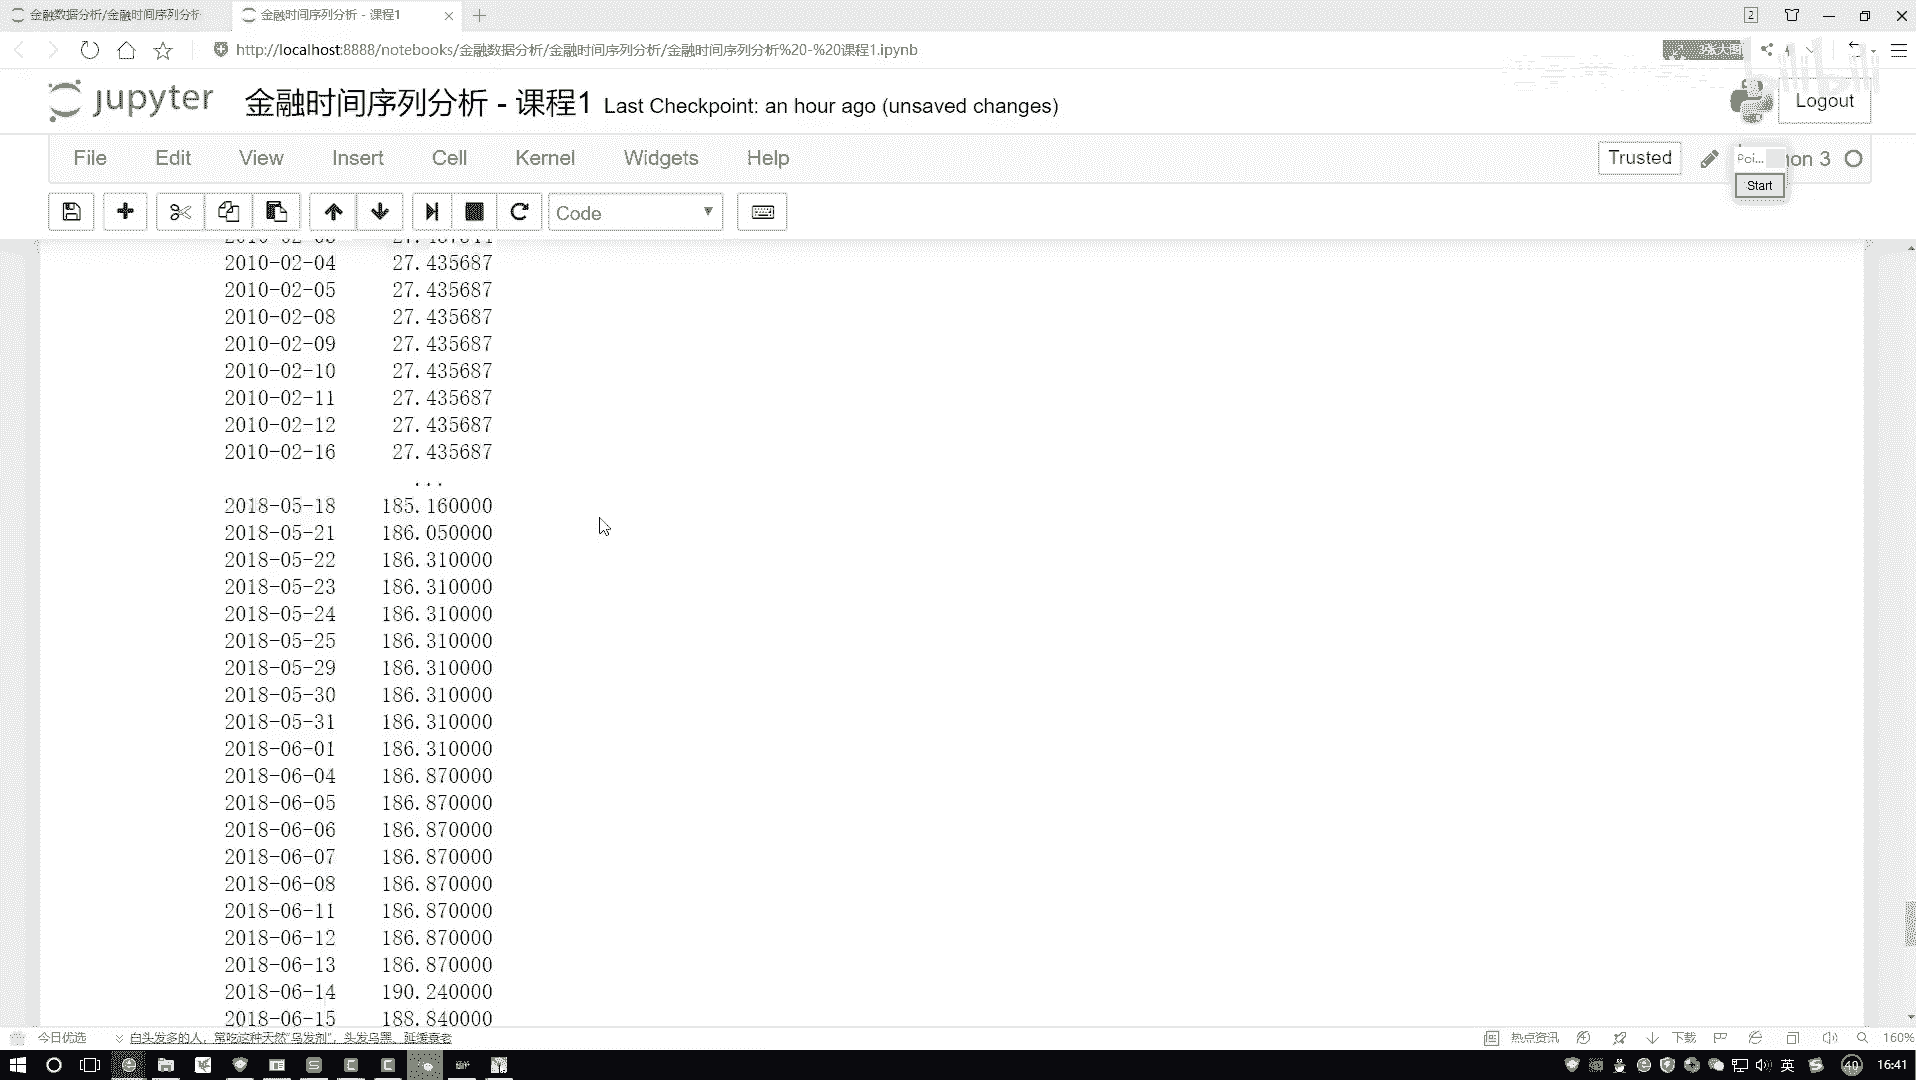 金融数据分析/金融时间序列分析
金融时间序列分析 - 课程1
2
http://localhost:8888/notebooks/金融数据分析/金融时间序列分析/金融时间序列分析%20-%20课程1.ipynb
jupyter 金融时间序列分析 - 课程1 Last Checkpoint: an hour ago (unsaved changes)
bilibili
Logout
File Edit View Insert Cell Kernel Widgets Help
Trusted
Poi...
on 3
Start
Code
2010-02-04 27.435687
2010-02-05 27.435687
2010-02-08 27.435687
2010-02-09 27.435687
2010-02-10 27.435687
2010-02-11 27.435687
2010-02-12 27.435687
2010-02-16 27.435687
...
2018-05-18 185.160000
2018-05-21 186.050000
2018-05-22 186.310000
2018-05-23 186.310000
2018-05-24 186.310000
2018-05-25 186.310000
2018-05-29 186.310000
2018-05-30 186.310000
2018-05-31 186.310000
2018-06-01 186.310000
2018-06-04 186.870000
2018-06-05 186.870000
2018-06-06 186.870000
2018-06-07 186.870000
2018-06-08 186.870000
2018-06-11 186.870000
2018-06-12 186.870000
2018-06-13 186.870000
2018-06-14 190.240000
2018-06-15 188.840000
今日优选 白头发多的人，常吃这种天然“乌发剂”，头发乌黑、延缓衰老
热点资讯 下载 160%
英 40 16:41